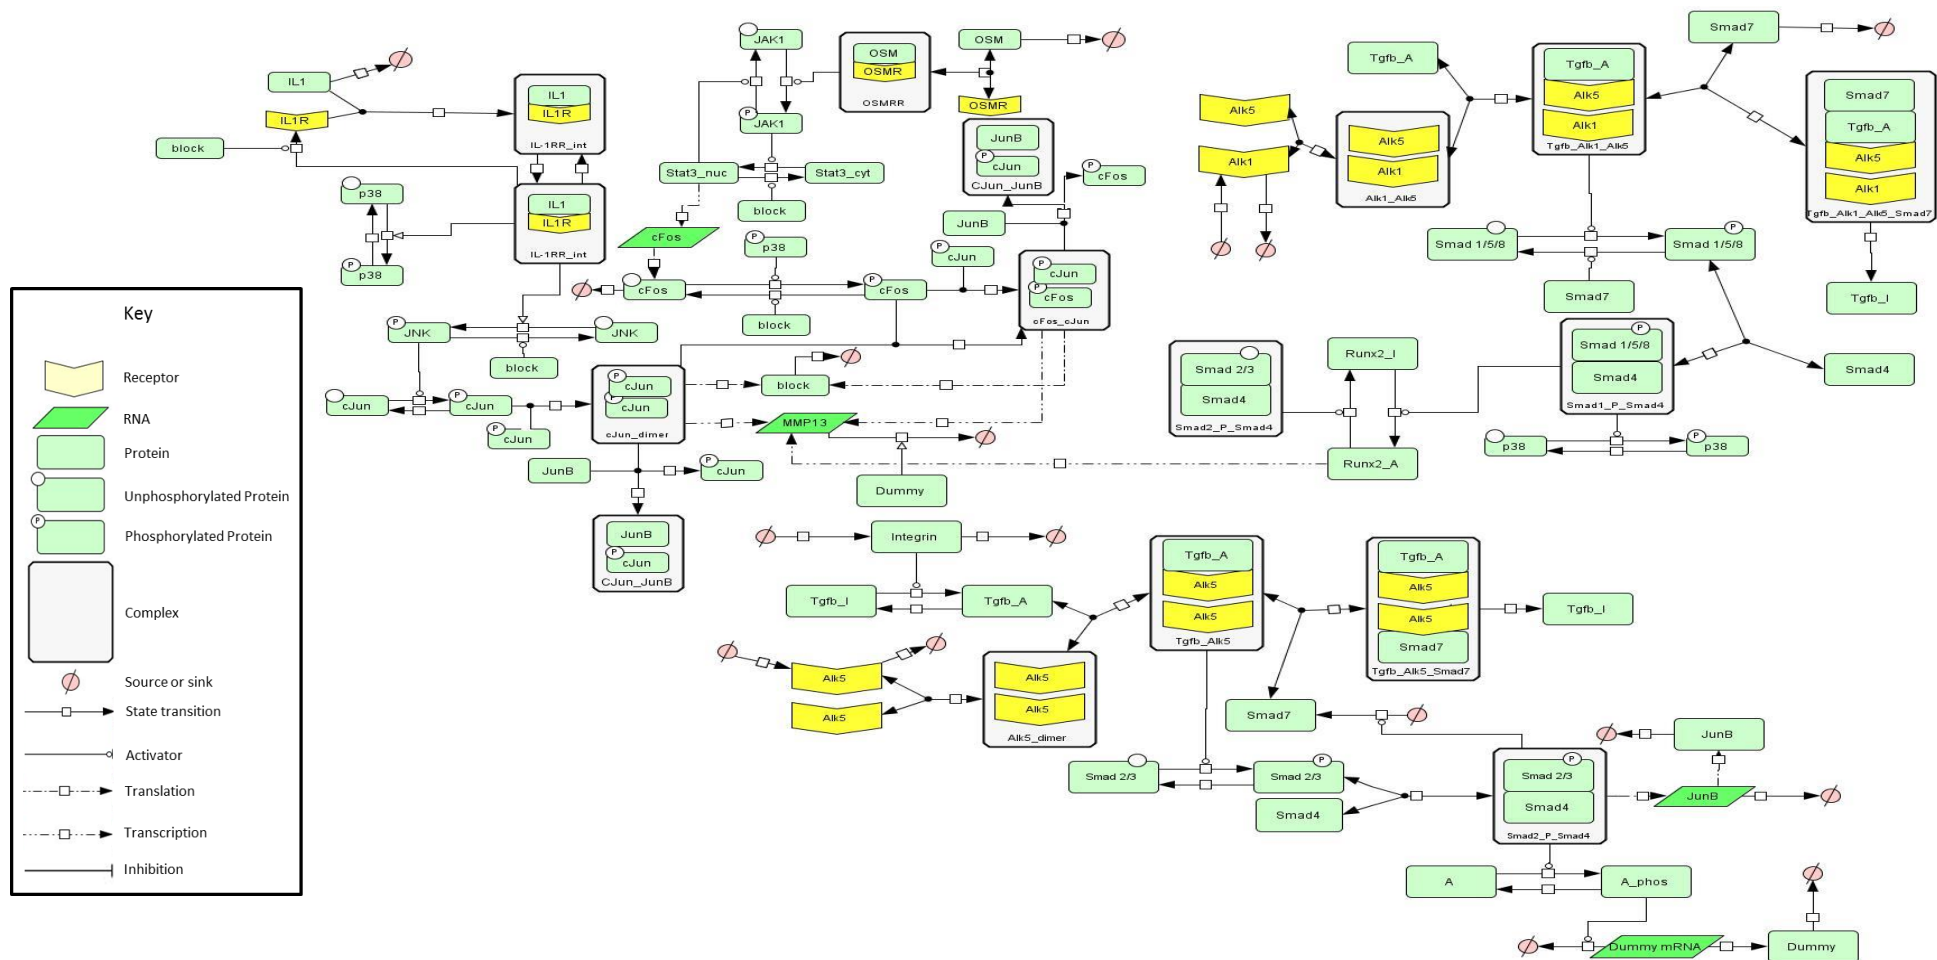 IL1
IL1R
block
IL1
IL1R
IL-1RR_int
IL1
IL1R
IL-1RR_int
p38
P
p38
JAK1
P
JAK1
OSM
OSMR
OSMRR
OSM
OSMR
Stat3_nuc
Stat3_cyt
block
cFos
P
p38
cFos
P
cFos
block
JunB
P
cJun
CJun_JunB
P
cFos
JunB
P
cJun
P
cJun
P
cFos
cFos_cJun
P
JNK
JNK
block
cJun
P
cJun
P
cJun
P
cJun
P
cJun
cJun_dimer
block
MMP13
JunB
P
cJun
JunB
P
cJun
CJun_JunB
Dummy
Tgfb_A
Alk5
Alk1
Alk5
Alk1
Alk1_Alk5
Tgfb_A
Alk5
Alk1
Tgfb_Alk1_Alk5
Smad7
Smad7
Tgfb_A
Alk5
Alk1
Tgfb_Alk1_Alk5_Smad7
Tgfb_I
Smad 1/5/8
P
Smad 1/5/8
Smad7
P
Smad 1/5/8
Smad4
Smad1_P_Smad4
Smad4
p38
P
p38
Smad 2/3
Smad4
Smad2_P_Smad4
Runx2_I
Runx2_A
Integrin
Tgfb_I
Tgfb_A
Alk5
Alk5
Alk5
Alk5
Alk5_dimer
Tgfb_A
Alk5
Alk5
Tgfb_Alk5
Tgfb_A
Alk5
Alk5
Smad7
Tgfb_Alk5_Smad7
Tgfb_I
Smad7
Smad 2/3
P
Smad 2/3
Smad4
P
Smad 2/3
Smad4
Smad2_P_Smad4
JunB
JunB
A
A_phos
Dummy mRNA
Dummy
Key
Receptor
RNA
Protein
Unphosphorylated Protein
P
Phosphorylated Protein
Complex
Source or sink
State transition
Activator
Translation
Transcription
Inhibition